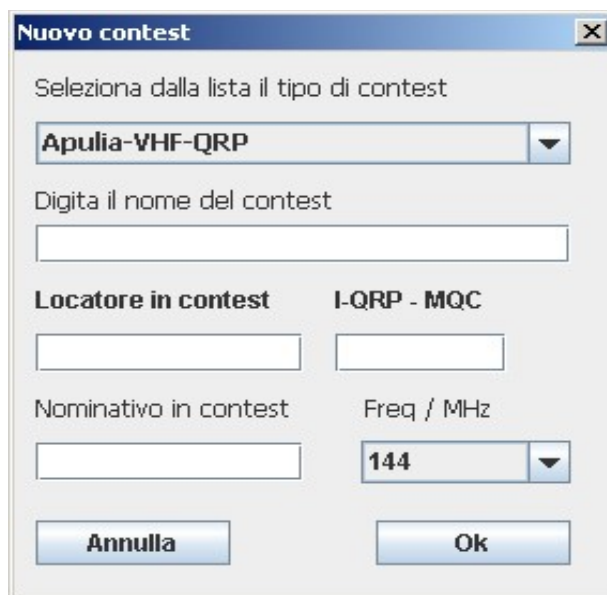 Nuovo contest
Seleziona dalla lista il tipo di contest
Apulia-VHF-QRP
Digita il nome del contest
Locatore in contest I-QRP - MQC
Nominativo in contest Freq / MHz
144
Annulla Ok